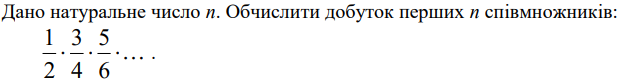 Дано натуральне число n. Обчислити добуток перших n співмножників:
1/2 · 3/4 · 5/6 · ... .